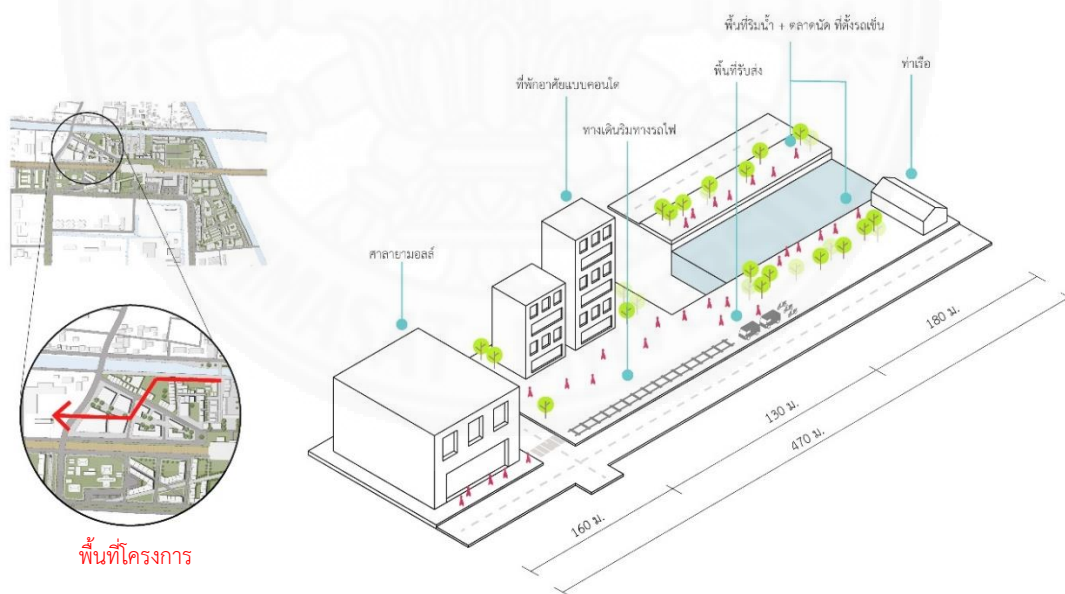 พื้นที่ริมน้ำ + ตลาดนัด ที่ตั้งรถเข็น
พื้นที่รับส่ง
ท่าเรือ
ที่พักอาศัยแบบคอนโด
ทางเดินริมทางรถไฟ
ศาลายามอลล์
180 ม.
130 ม.
470 ม.
160 ม.
พื้นที่โครงการ